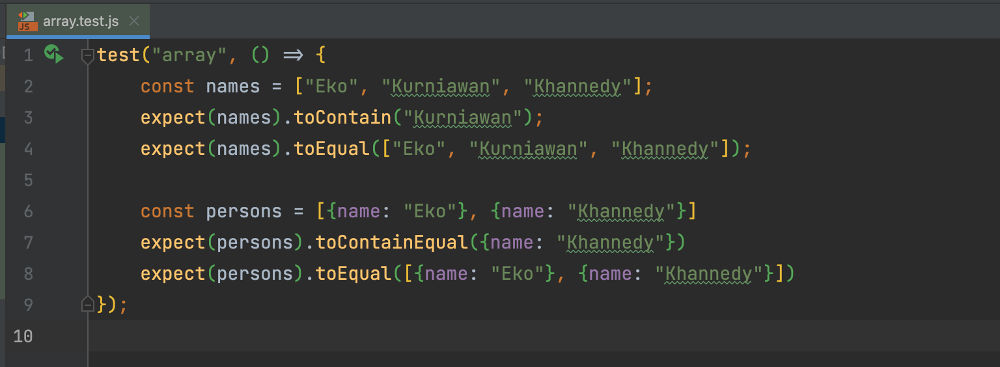 JS array.test.js
1 test("array", () => {
2 const names = ["Eko", "Kurniawan", "Khannedy"];
3 expect(names).toContain("Kurniawan");
4 expect(names).toEqual(["Eko", "Kurniawan", "Khannedy"]);
5
6 const persons = [{name: "Eko"}, {name: "Khannedy"}]
7 expect(persons).toContainEqual({name: "Khannedy"})
8 expect(persons).toEqual([{name: "Eko"}, {name: "Khannedy"}])
9 });
10